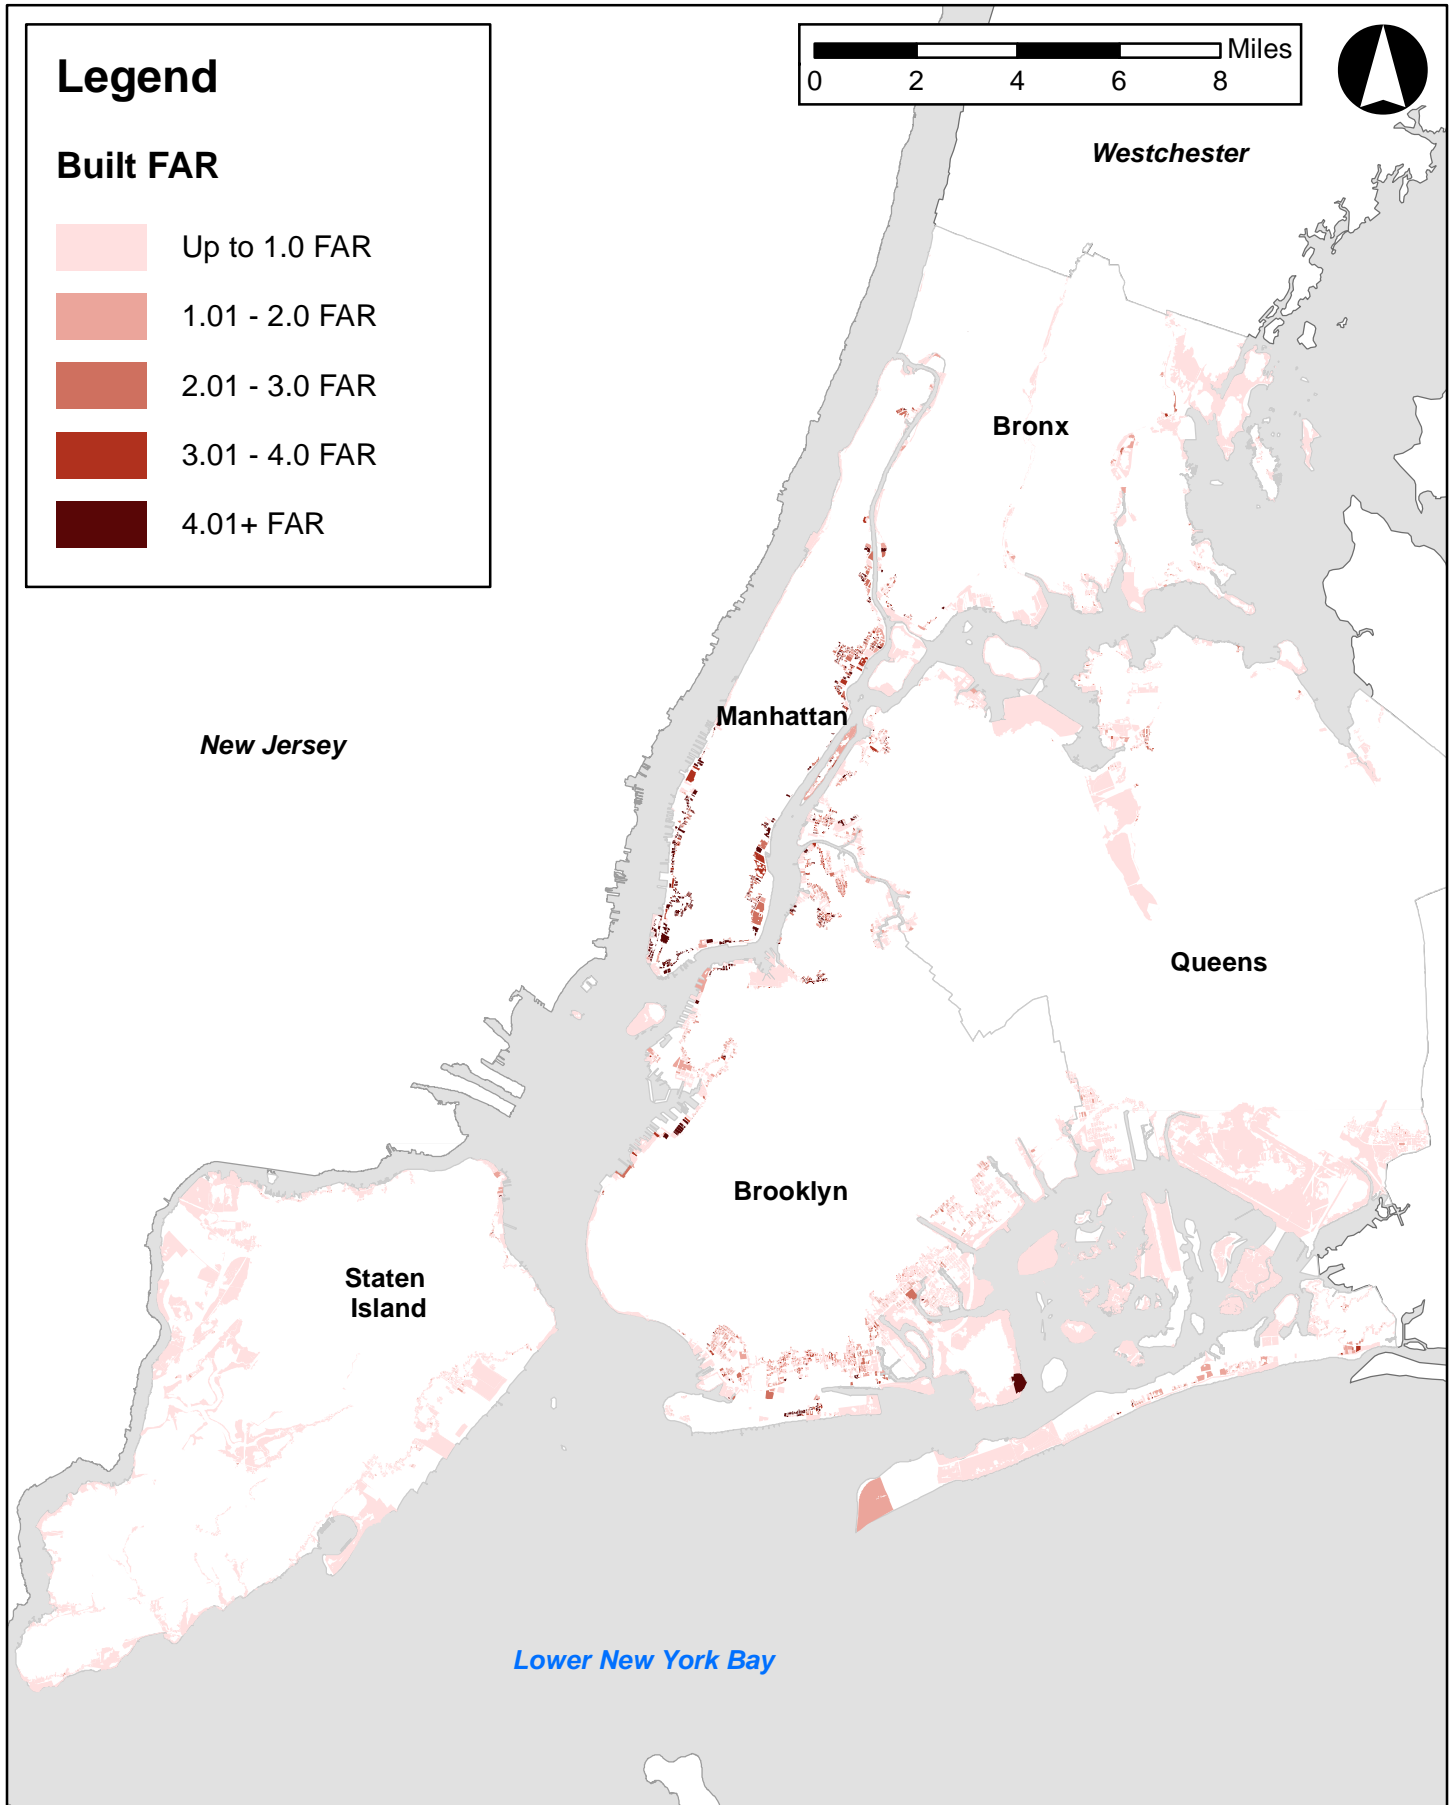 Legend
Built FAR
Up to 1.0 FAR
1.01 - 2.0 FAR
2.01 - 3.0 FAR
3.01 - 4.0 FAR
4.01+ FAR
Miles
0 2 4 6 8
Westchester
Bronx
Manhattan
New Jersey
Queens
Brooklyn
Staten
Island
Lower New York Bay